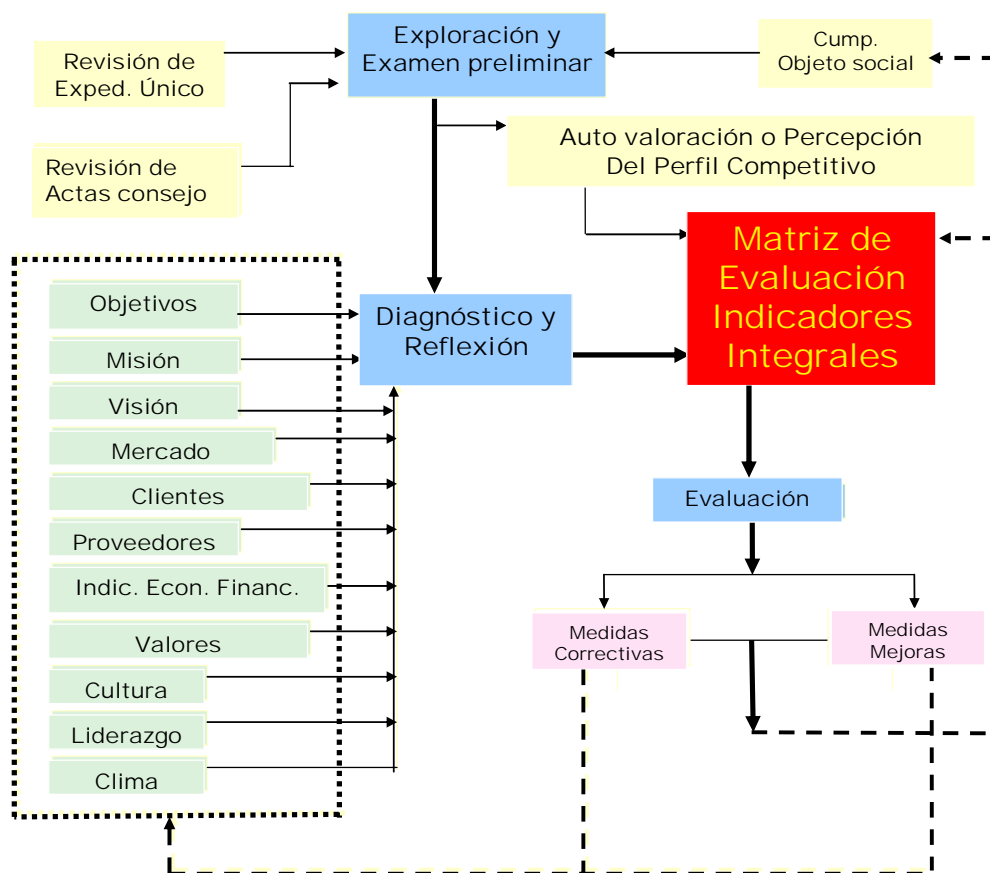 Exploración y
Examen preliminar
Revisión de
Exped. Único
Cump.
Objeto social
Revisión de
Actas consejo
Auto valoración o Percepción
Del Perfil Competitivo
Matriz de
Evaluación
Indicadores
Integrales
Diagnóstico y
Reflexión
Objetivos
Misión
Visión
Mercado
Clientes
Proveedores
Indic. Econ. Financ.
Valores
Cultura
Liderazgo
Clima
Evaluación
Medidas
Correctivas
Medidas
Mejoras